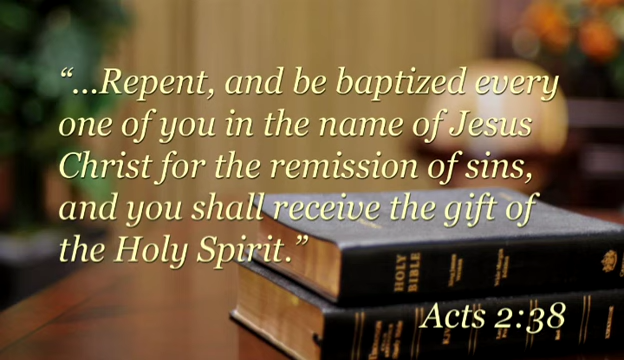 “...Repent, and be baptized every
one of you in the name of Jesus
Christ for the remission of sins,
and you shall receive the gift of
the Holy Spirit.”
HOLY
BIBLE
Acts 2:38